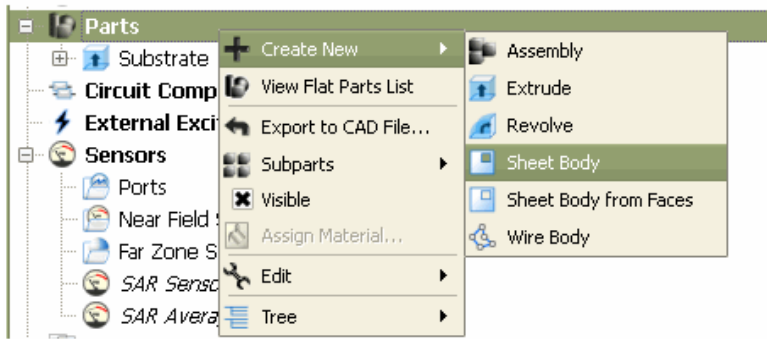 Parts
Substrate
Circuit Comp
External Exci
Sensors
Ports
Near Field
Far Zone S
SAR Senso
SAR Avera
Create New
View Flat Parts List
Export to CAD File...
Subparts
Visible
Assign Material...
Edit
Tree
Assembly
Extrude
Revolve
Sheet Body
Sheet Body from Faces
Wire Body